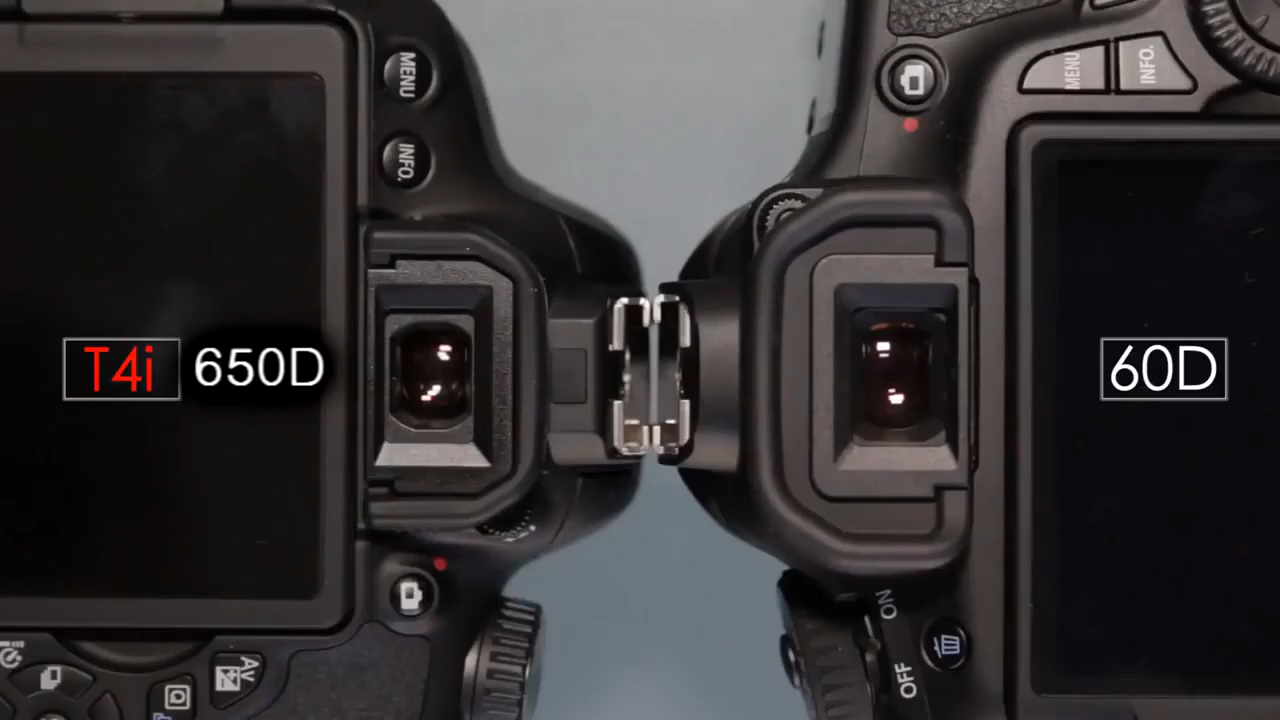 MENU
INFO.
T4i 650D
Av
Q
MENU
INFO.
60D
ON
OFF